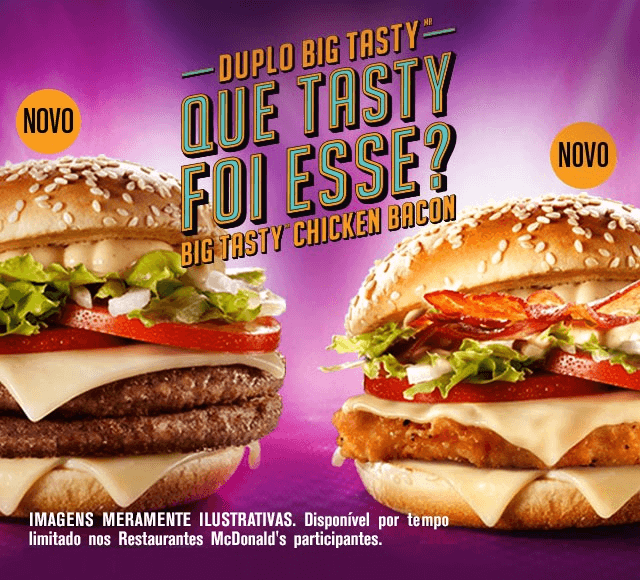 DUPLO BIG TASTY MR
NOVO
QUE TASTY
FOI ESSE?
NOVO
BIG TASTY CHICKEN BACON
IMAGENS MERAMENTE ILUSTRATIVAS. Disponível por tempo
limitado nos Restaurantes McDonald's participantes.